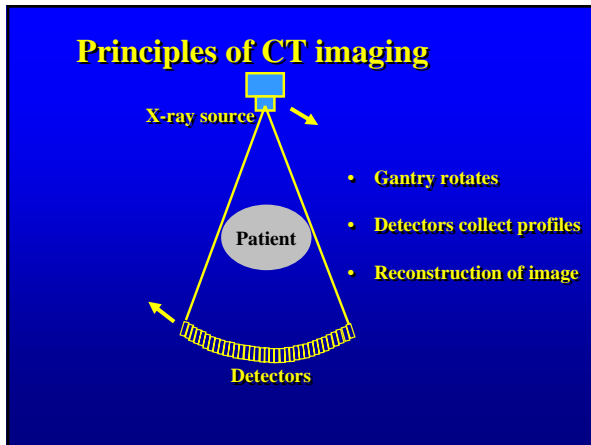 Principles of CT imaging
X-ray source
• Gantry rotates
• Detectors collect profiles
Patient
• Reconstruction of image
Detectors